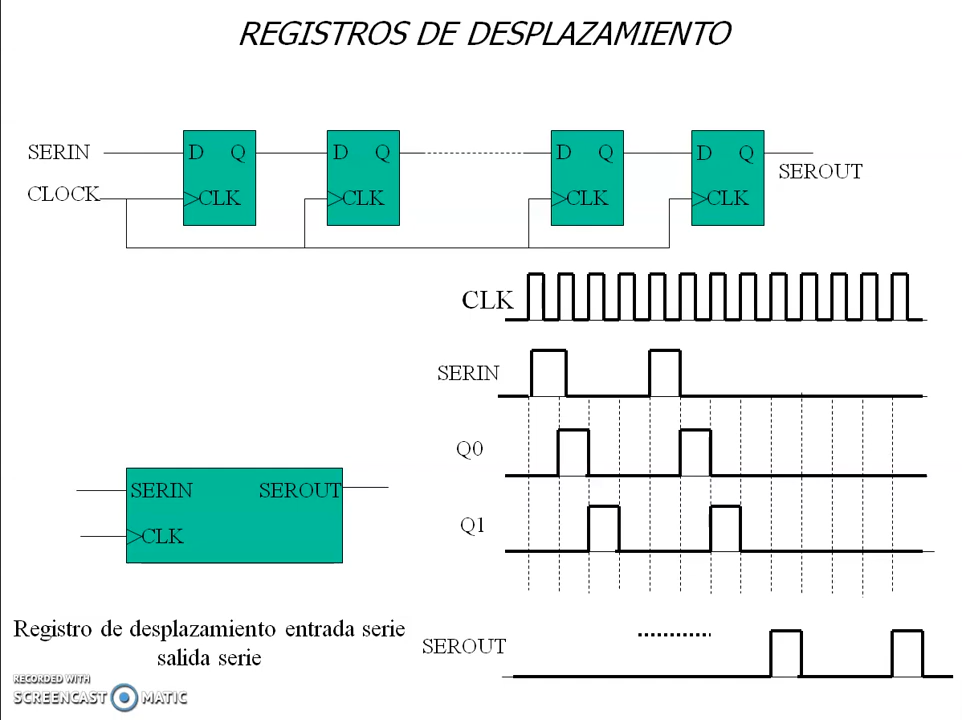 REGISTROS DE DESPLAZAMIENTO
SERIN
CLOCK
D Q
CLK
D Q
CLK
D Q
CLK
D Q
CLK
SEROUT
CLK
SERIN
Q0
Q1
SEROUT
SERIN SEROUT
CLK
Registro de desplazamiento entrada serie
salida serie
RECORDED WITH
SCREENCAST MATIC